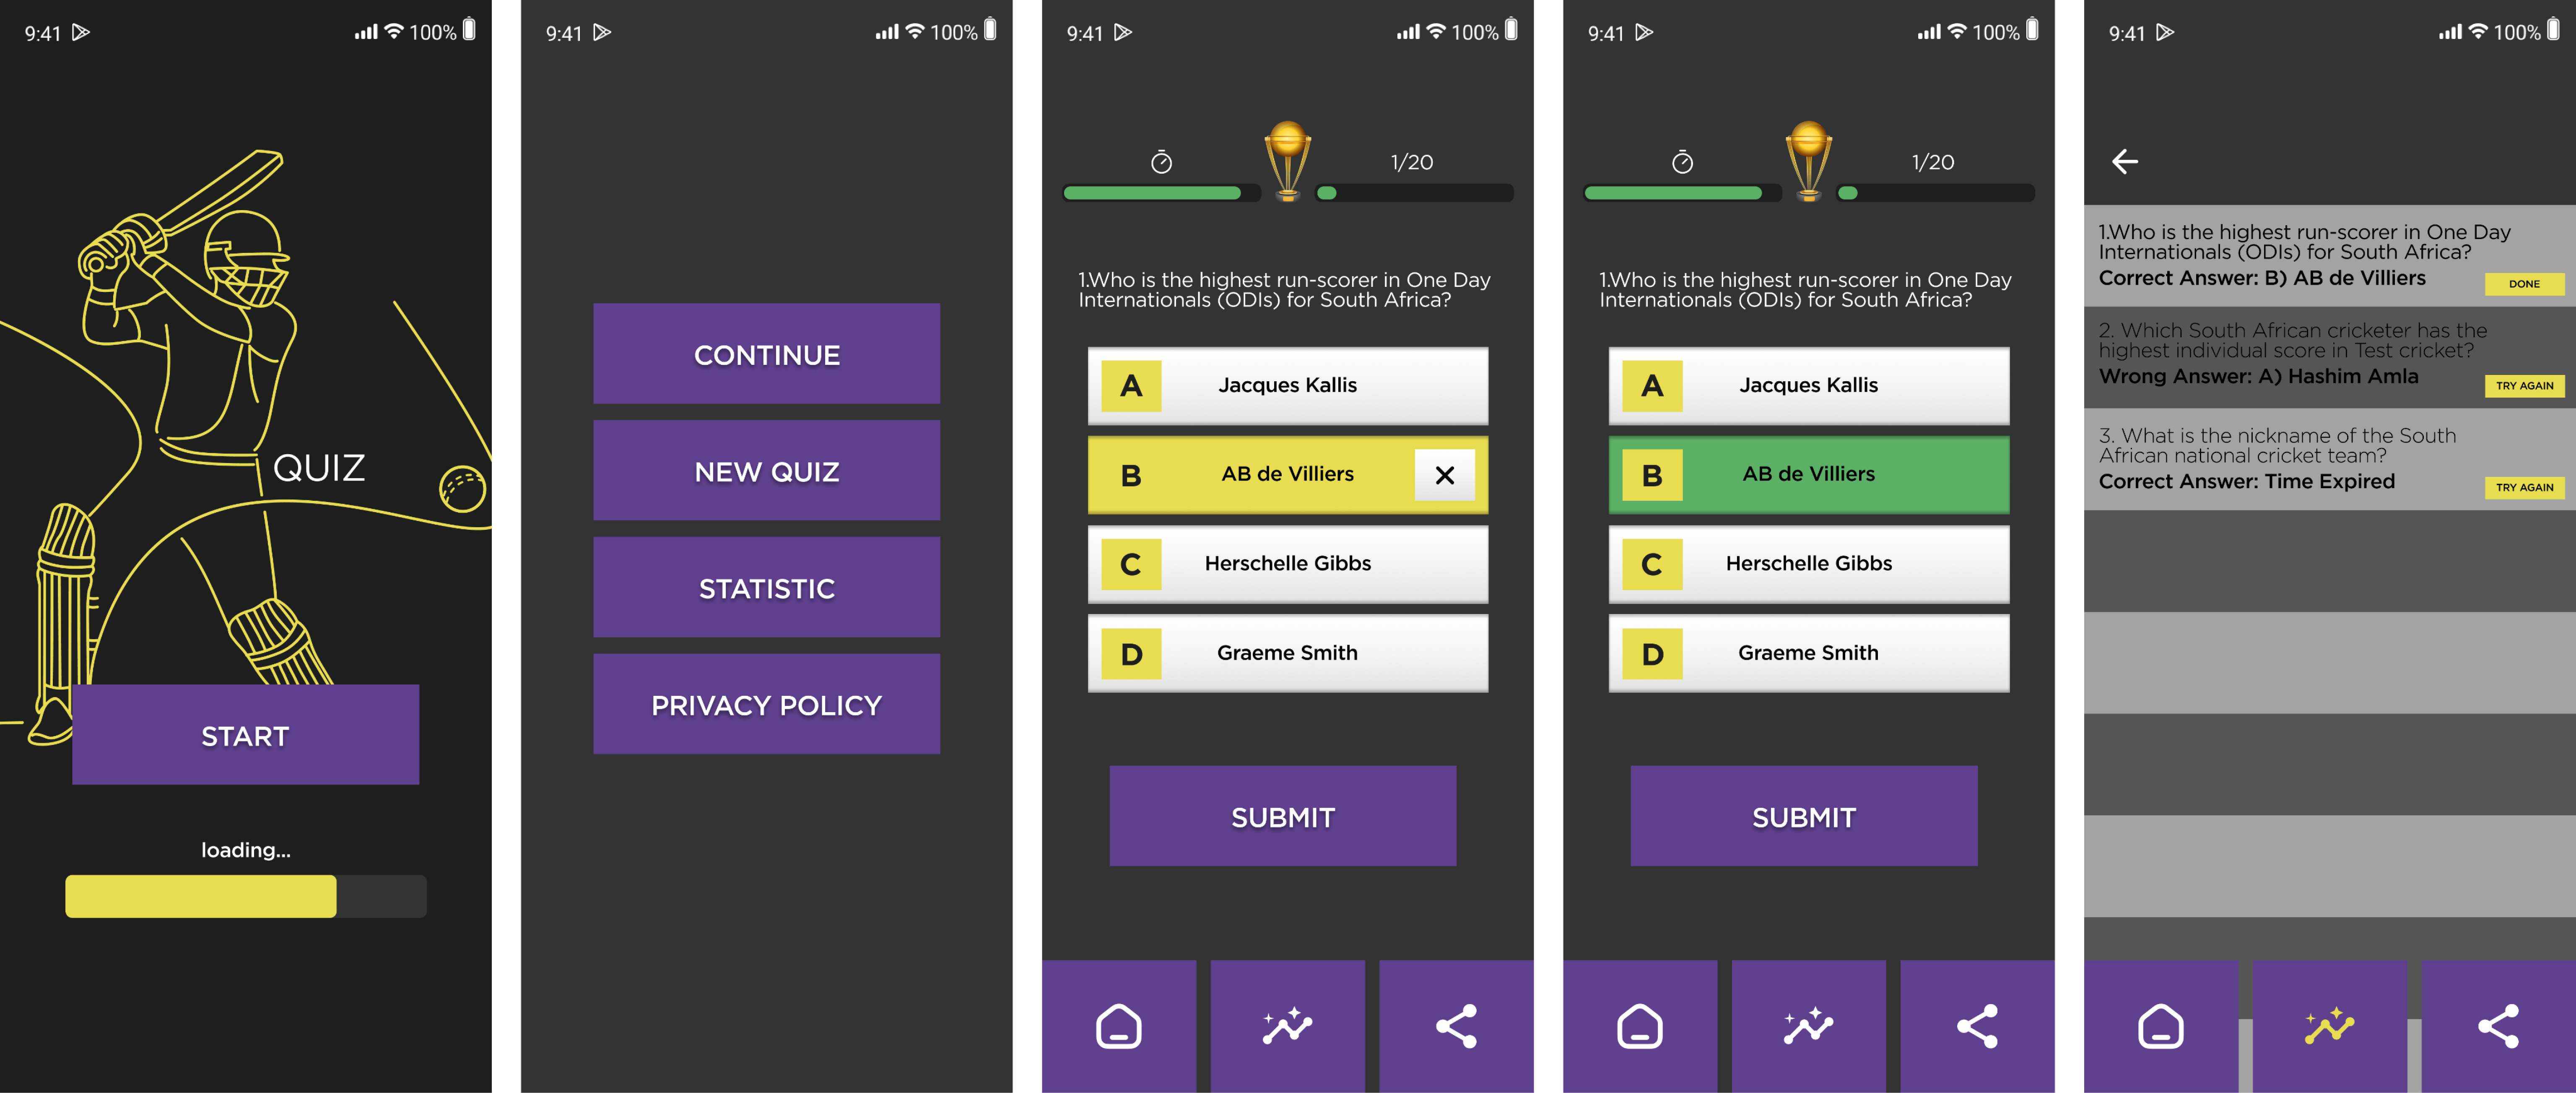 9:41
100%
QUIZ
START
loading...
9:41
100%
CONTINUE
NEW QUIZ
STATISTIC
PRIVACY POLICY
9:41
100%
1/20
1.Who is the highest run-scorer in One Day
Internationals (ODIs) for South Africa?
A
Jacques Kallis
B
AB de Villiers
C
Herschelle Gibbs
D
Graeme Smith
SUBMIT
9:41
100%
1/20
1.Who is the highest run-scorer in One Day
Internationals (ODIs) for South Africa?
A
Jacques Kallis
B
AB de Villiers
C
Herschelle Gibbs
D
Graeme Smith
SUBMIT
9:41
100%
1.Who is the highest run-scorer in One Day
Internationals (ODIs) for South Africa?
Correct Answer: B) AB de Villiers
DONE
2. Which South African cricketer has the
highest individual score in Test cricket?
Wrong Answer: A) Hashim Amla
TRY AGAIN
3. What is the nickname of the South
African national cricket team?
Correct Answer: Time Expired
TRY AGAIN